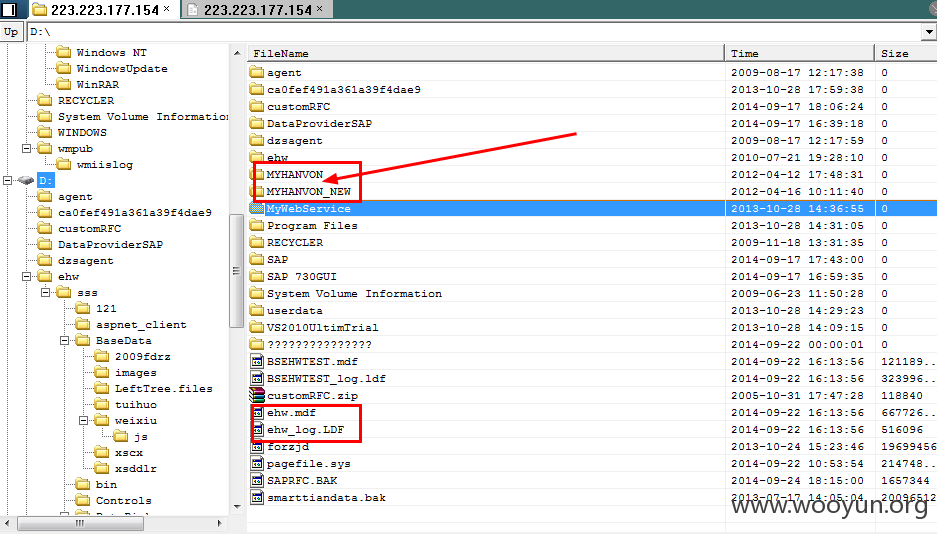 223.223.177.154 × 223.223.177.154 ×
Up D:\
Windows NT
WindowsUpdate
WinRAR
RECYCLER
System Volume Information
WINDOWS
wmpub
wmiislog
D:
agent
ca0fef491a361a39f4dae9
customRFC
DataProviderSAP
dzsagent
ehw
sss
121
aspnet_client
BaseData
2009fdrz
images
LeftTree.files
tuihuo
weixiu
js
xscx
xsddlr
bin
Controls
FileName Time Size
agent 2009-08-17 12:17:38 0
ca0fef491a361a39f4dae9 2013-10-28 17:59:38 0
customRFC 2014-09-17 18:06:24 0
DataProviderSAP 2014-09-17 16:39:18 0
dzsagent 2009-08-17 12:17:59 0
ehw 2010-07-21 19:28:10 0
MYHANVON 2012-04-12 17:48:31 0
MYHANVON_NEW 2012-04-16 10:11:40 0
MyWebService 2013-10-28 14:36:55 0
Program Files 2013-10-28 14:31:05 0
RECYCLER 2009-11-18 13:31:35 0
SAP 2014-09-17 17:43:00 0
SAP 730GUI 2014-09-17 16:59:35 0
System Volume Information 2009-06-23 11:50:28 0
userdata 2013-10-28 14:29:23 0
VS2010UltimTrial 2013-10-28 14:09:15 0
??????????????? 2014-09-22 00:00:01 0
BSEHWTEST.mdf 2014-09-22 16:13:56 121189..
BSEHWTEST_log.ldf 2014-09-22 16:13:56 323996..
customRFC.zip 2005-10-31 17:47:28 118840
ehw.mdf 2014-09-22 16:13:56 667726..
ehw_log.LDF 2014-09-22 16:13:56 516096
forzjd 2013-10-24 15:23:46 19699456
pagefile.sys 2014-09-22 10:53:54 214748..
SAPRFC.BAK 2014-09-24 18:15:00 1657344
smarttiandata.bak 2013-07-17 14:05:04 20096512
www.wooyun.org